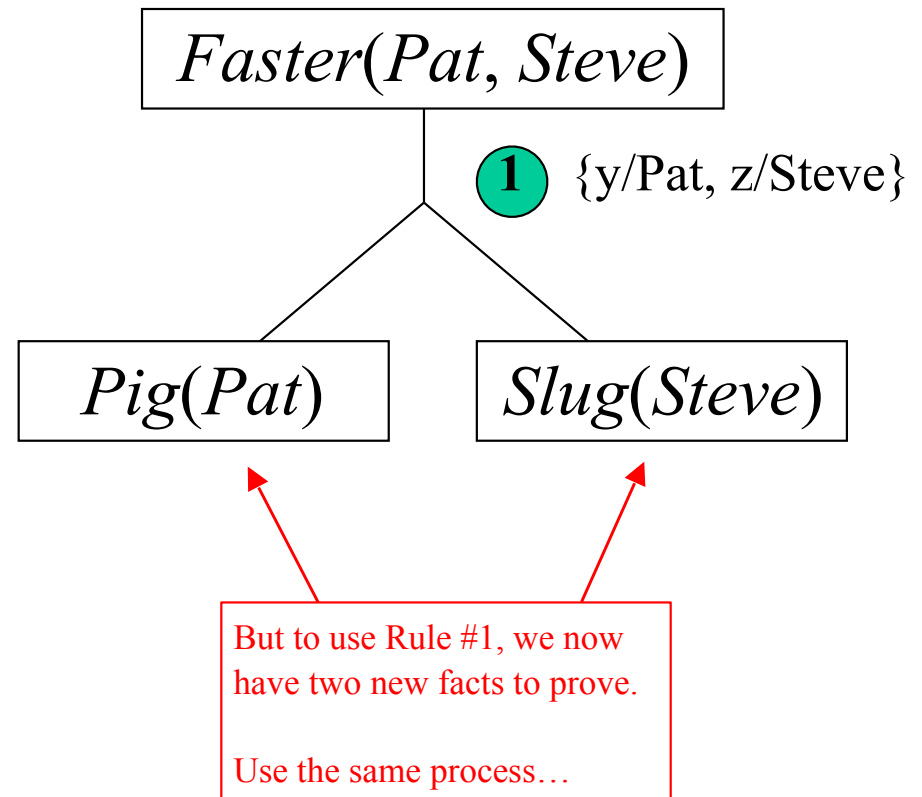 Faster(Pat, Steve)
1 {y/Pat, z/Steve}
Pig(Pat) Slug(Steve)
But to use Rule #1, we now
have two new facts to prove.
Use the same process…